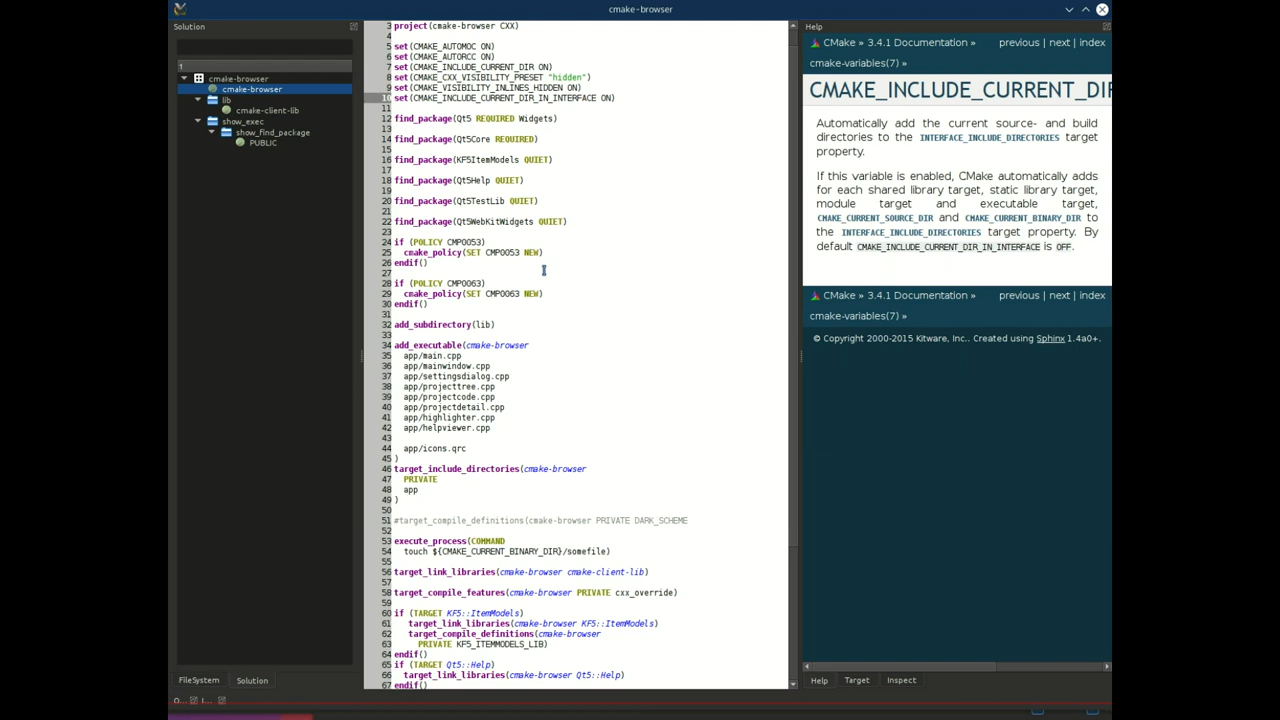 cmake-browser
Solution
1
cmake-browser
cmake-browser
lib
cmake-client-lib
show_exec
show_find_package
PUBLIC
FileSystem
Solution
O...
I...
3 project(cmake-browser CXX)
4
5 set(CMAKE_AUTOMOC ON)
6 set(CMAKE_AUTORCC ON)
7 set(CMAKE_INCLUDE_CURRENT_DIR ON)
8 set(CMAKE_CXX_VISIBILITY_PRESET "hidden")
9 set(CMAKE_VISIBILITY_INLINES_HIDDEN ON)
10 set(CMAKE_INCLUDE_CURRENT_DIR_IN_INTERFACE ON)
11
12 find_package(Qt5 REQUIRED Widgets)
13
14 find_package(Qt5Core REQUIRED)
15
16 find_package(KF5ItemModels QUIET)
17
18 find_package(Qt5Help QUIET)
19
20 find_package(Qt5TestLib QUIET)
21
22 find_package(Qt5WebKitWidgets QUIET)
23
24 if (POLICY CMP0053)
25 cmake_policy(SET CMP0053 NEW)
26 endif()
27
28 if (POLICY CMP0063)
29 cmake_policy(SET CMP0063 NEW)
30 endif()
31
32 add_subdirectory(lib)
33
34 add_executable(cmake-browser
35 app/main.cpp
36 app/mainwindow.cpp
37 app/settingsdialog.cpp
38 app/projecttree.cpp
39 app/projectcode.cpp
40 app/projectdetail.cpp
41 app/highlighter.cpp
42 app/helpviewer.cpp
43
44 app/icons.qrc
45 )
46 target_include_directories(cmake-browser
47 PRIVATE
48 app
49 )
50
51 #target_compile_definitions(cmake-browser PRIVATE DARK_SCHEME
52
53 execute_process(COMMAND
54 touch ${CMAKE_CURRENT_BINARY_DIR}/somefile)
55
56 target_link_libraries(cmake-browser cmake-client-lib)
57
58 target_compile_features(cmake-browser PRIVATE cxx_override)
59
60 if (TARGET KF5::ItemModels)
61 target_link_libraries(cmake-browser KF5::ItemModels)
62 target_compile_definitions(cmake-browser
63 PRIVATE KF5_ITEMMODELS_LIB)
64 endif()
65 if (TARGET Qt5::Help)
66 target_link_libraries(cmake-browser Qt5::Help)
67 endif()
Help
CMake » 3.4.1 Documentation » previous | next | index
cmake-variables(7) »
CMAKE_INCLUDE_CURRENT_DI
Automatically add the current source- and build
directories to the INTERFACE_INCLUDE_DIRECTORIES target
property.
If this variable is enabled, CMake automatically adds
for each shared library target, static library target,
module target and executable target,
CMAKE_CURRENT_SOURCE_DIR and CMAKE_CURRENT_BINARY_DIR to
the INTERFACE_INCLUDE_DIRECTORIES target property. By
default CMAKE_INCLUDE_CURRENT_DIR_IN_INTERFACE is OFF.
CMake » 3.4.1 Documentation » previous | next | index
cmake-variables(7) »
© Copyright 2000-2015 Kitware, Inc.. Created using Sphinx 1.4a0+.
Help
Target
Inspect